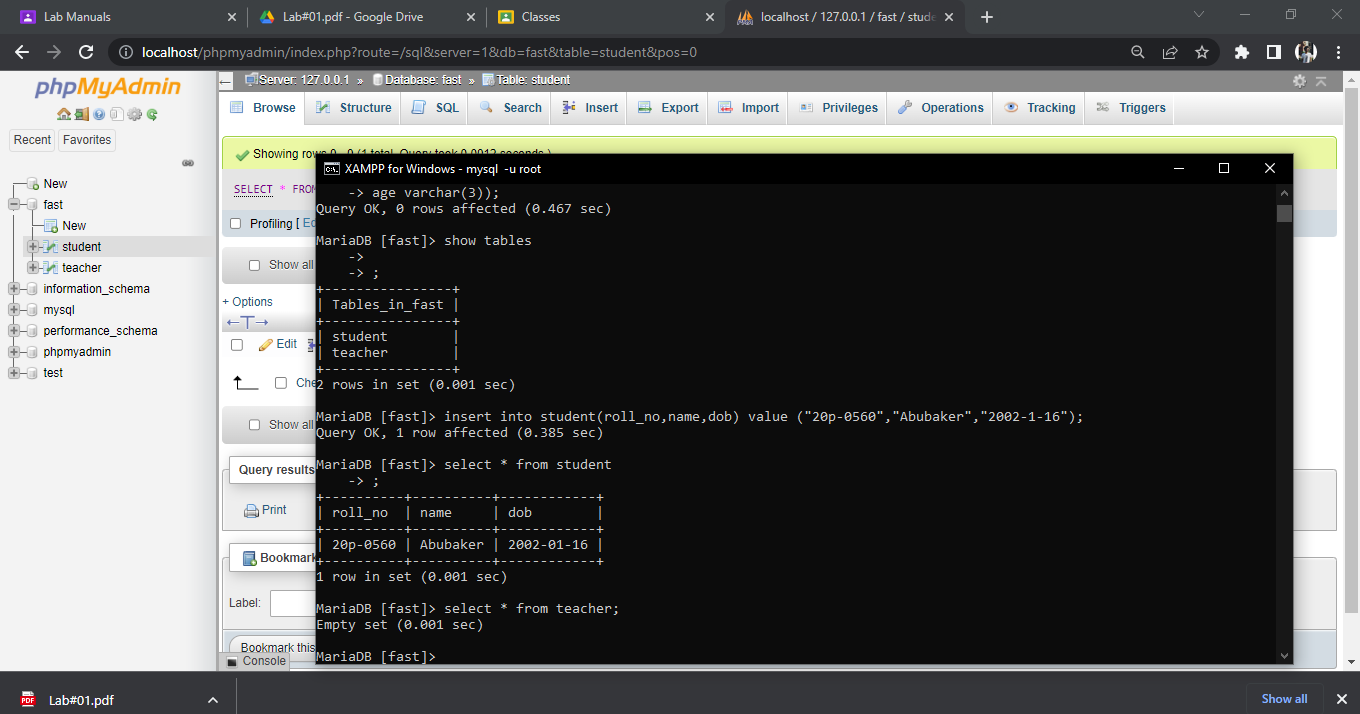 Lab Manuals
Lab#01.pdf - Google Drive
Classes
localhost / 127.0.0.1 / fast / stude
localhost/phpmyadmin/index.php?route=/sql&server=1&db=fast&table=student&pos=0
phpMyAdmin
Recent
Favorites
New
fast
New
student
teacher
information_schema
mysql
performance_schema
phpmyadmin
test
Server: 127.0.0.1 » Database: fast » Table: student
Browse
Structure
SQL
Search
Insert
Export
Import
Privileges
Operations
Tracking
Triggers
Showing rows 0 - 0 (1 total, Query took 0.0012 seconds.)
SELECT * FROM
Profiling [ Ed
Show all
+ Options
←T→
Edit
Che
Show all
Query results
Print
Bookmark
Label:
Bookmark this
Console
XAMPP for Windows - mysql -u root
-> age varchar(3));
Query OK, 0 rows affected (0.467 sec)
MariaDB [fast]> show tables
->
-> ;
+----------------+
| Tables_in_fast |
+----------------+
| student        |
| teacher        |
+----------------+
2 rows in set (0.001 sec)
MariaDB [fast]> insert into student(roll_no,name,dob) value ("20p-0560","Abubaker","2002-1-16");
Query OK, 1 row affected (0.385 sec)
MariaDB [fast]> select * from student
-> ;
+----------+----------+------------+
| roll_no  | name     | dob        |
+----------+----------+------------+
| 20p-0560 | Abubaker | 2002-01-16 |
+----------+----------+------------+
1 row in set (0.001 sec)
MariaDB [fast]> select * from teacher;
Empty set (0.001 sec)
MariaDB [fast]>
Lab#01.pdf
Show all